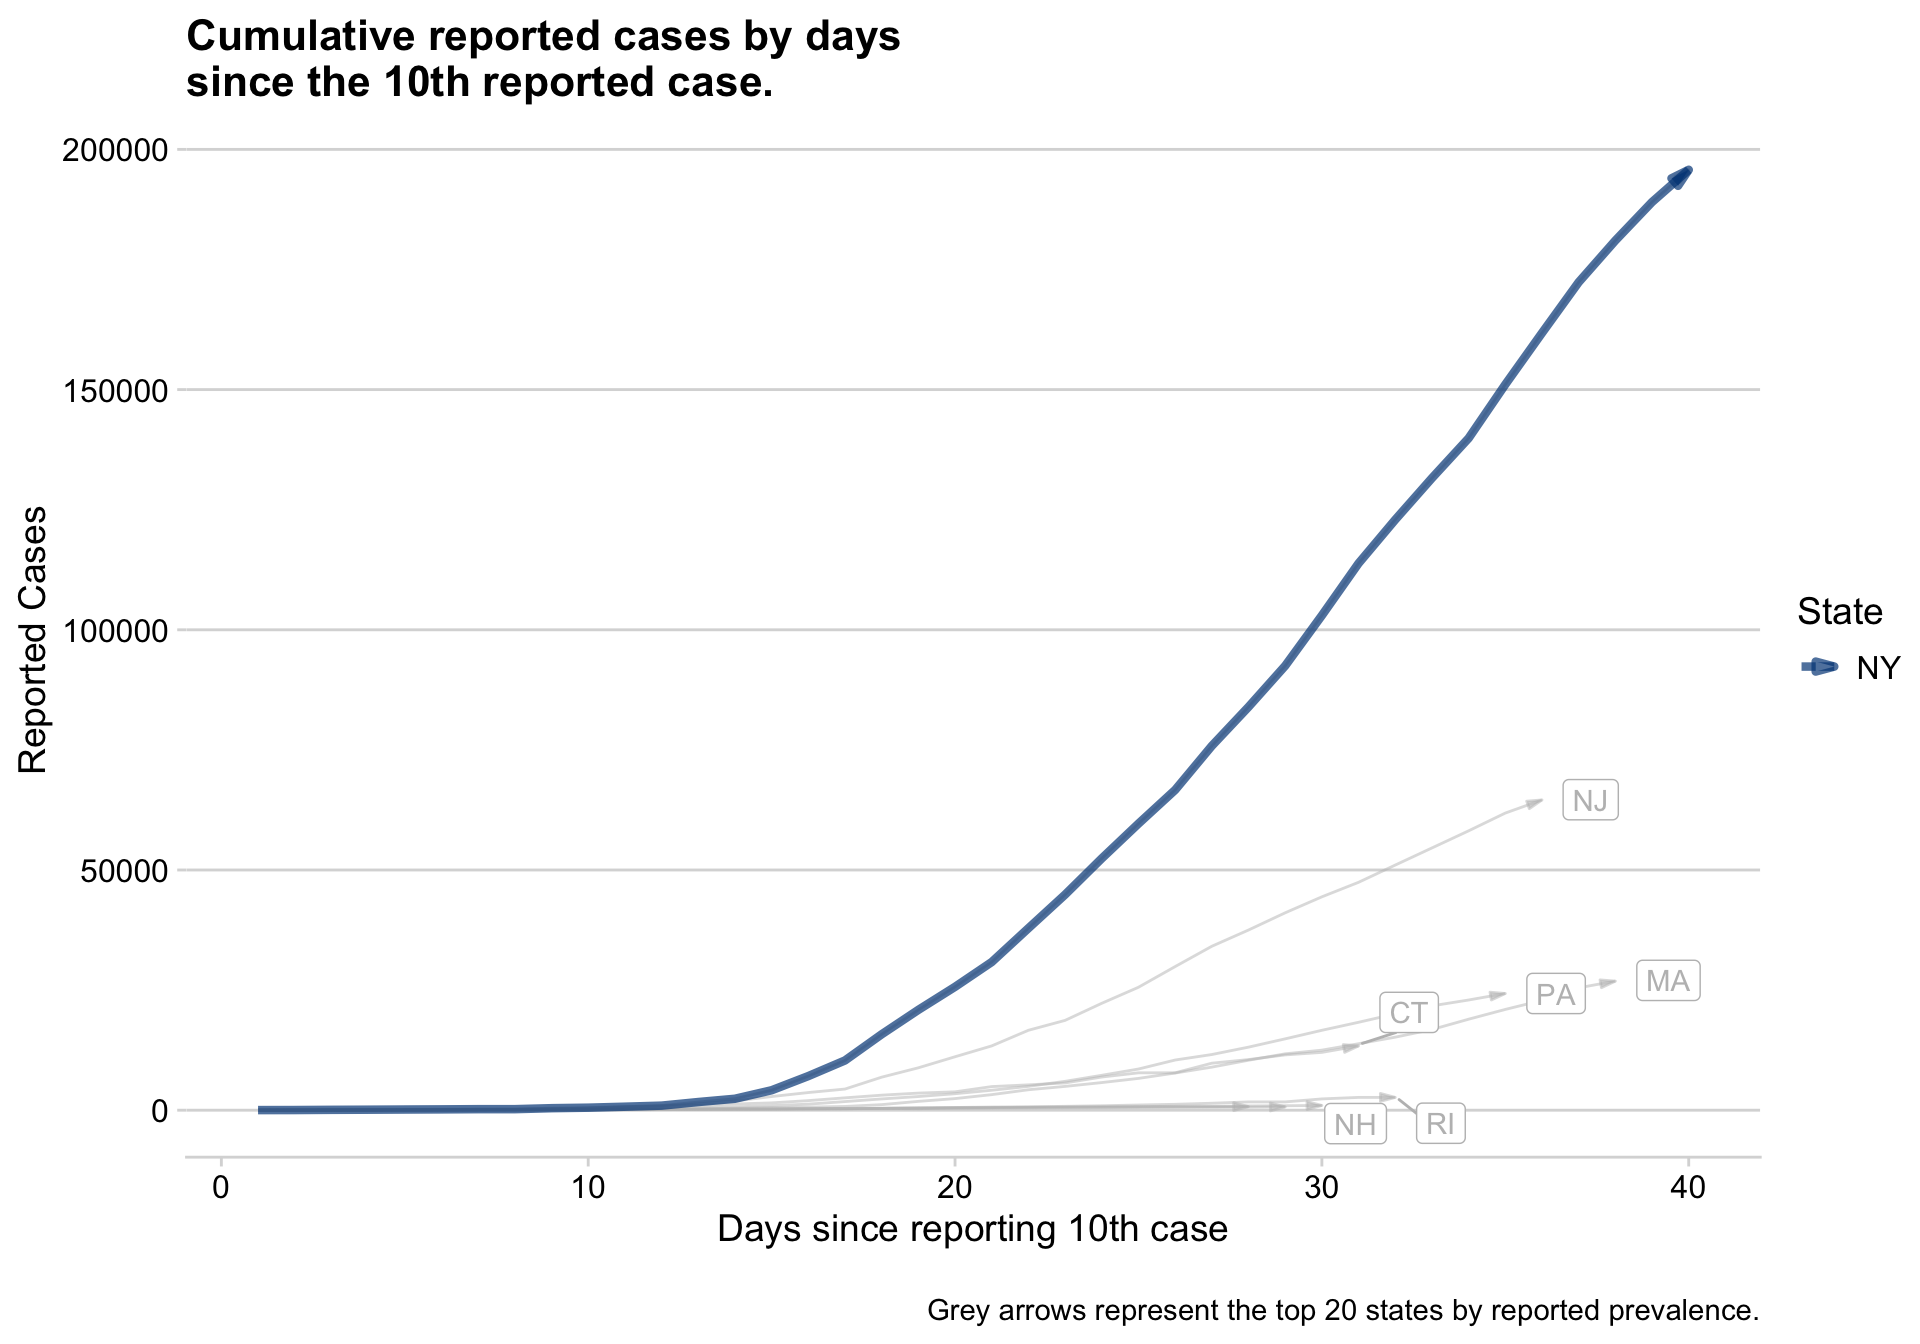 Cumulative reported cases by days
since the 10th reported case.
200000
150000
100000
50000
0
Reported Cases
NJ
MA
PA
CT
NH
RI
State
NY
0
10
20
30
40
Days since reporting 10th case
Grey arrows represent the top 20 states by reported prevalence.